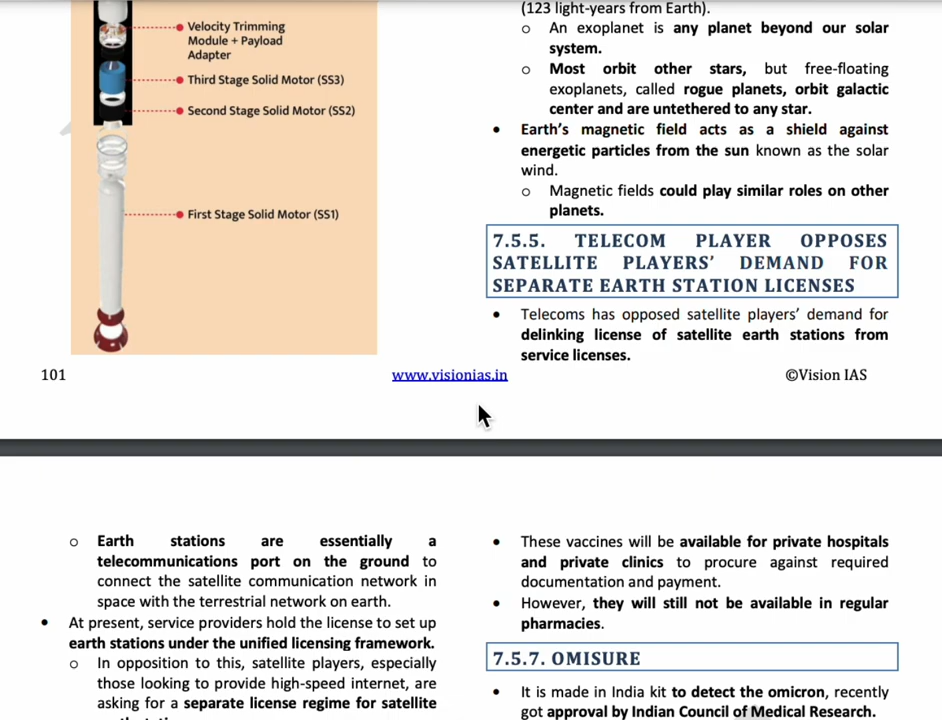 Velocity Trimming
Module + Payload
Adapter
Third Stage Solid Motor (SS3)
Second Stage Solid Motor (SS2)
First Stage Solid Motor (SS1)
(123 light-years from Earth).
o An exoplanet is any planet beyond our solar
system.
o Most orbit other stars, but free-floating
exoplanets, called rogue planets, orbit galactic
center and are untethered to any star.
• Earth's magnetic field acts as a shield against
energetic particles from the sun known as the solar
wind.
o Magnetic fields could play similar roles on other
planets.
7.5.5. TELECOM PLAYER OPPOSES
SATELLITE PLAYERS' DEMAND FOR
SEPARATE EARTH STATION LICENSES
• Telecoms has opposed satellite players' demand for
delinking license of satellite earth stations from
service licenses.
101 www.visionias.in ©Vision IAS
o Earth stations are essentially a
telecommunications port on the ground to
connect the satellite communication network in
space with the terrestrial network on earth.
• At present, service providers hold the license to set up
earth stations under the unified licensing framework.
o In opposition to this, satellite players, especially
those looking to provide high-speed internet, are
asking for a separate license regime for satellite
• These vaccines will be available for private hospitals
and private clinics to procure against required
documentation and payment.
• However, they will still not be available in regular
pharmacies.
7.5.7. OMISURE
• It is made in India kit to detect the omicron, recently
got approval by Indian Council of Medical Research.